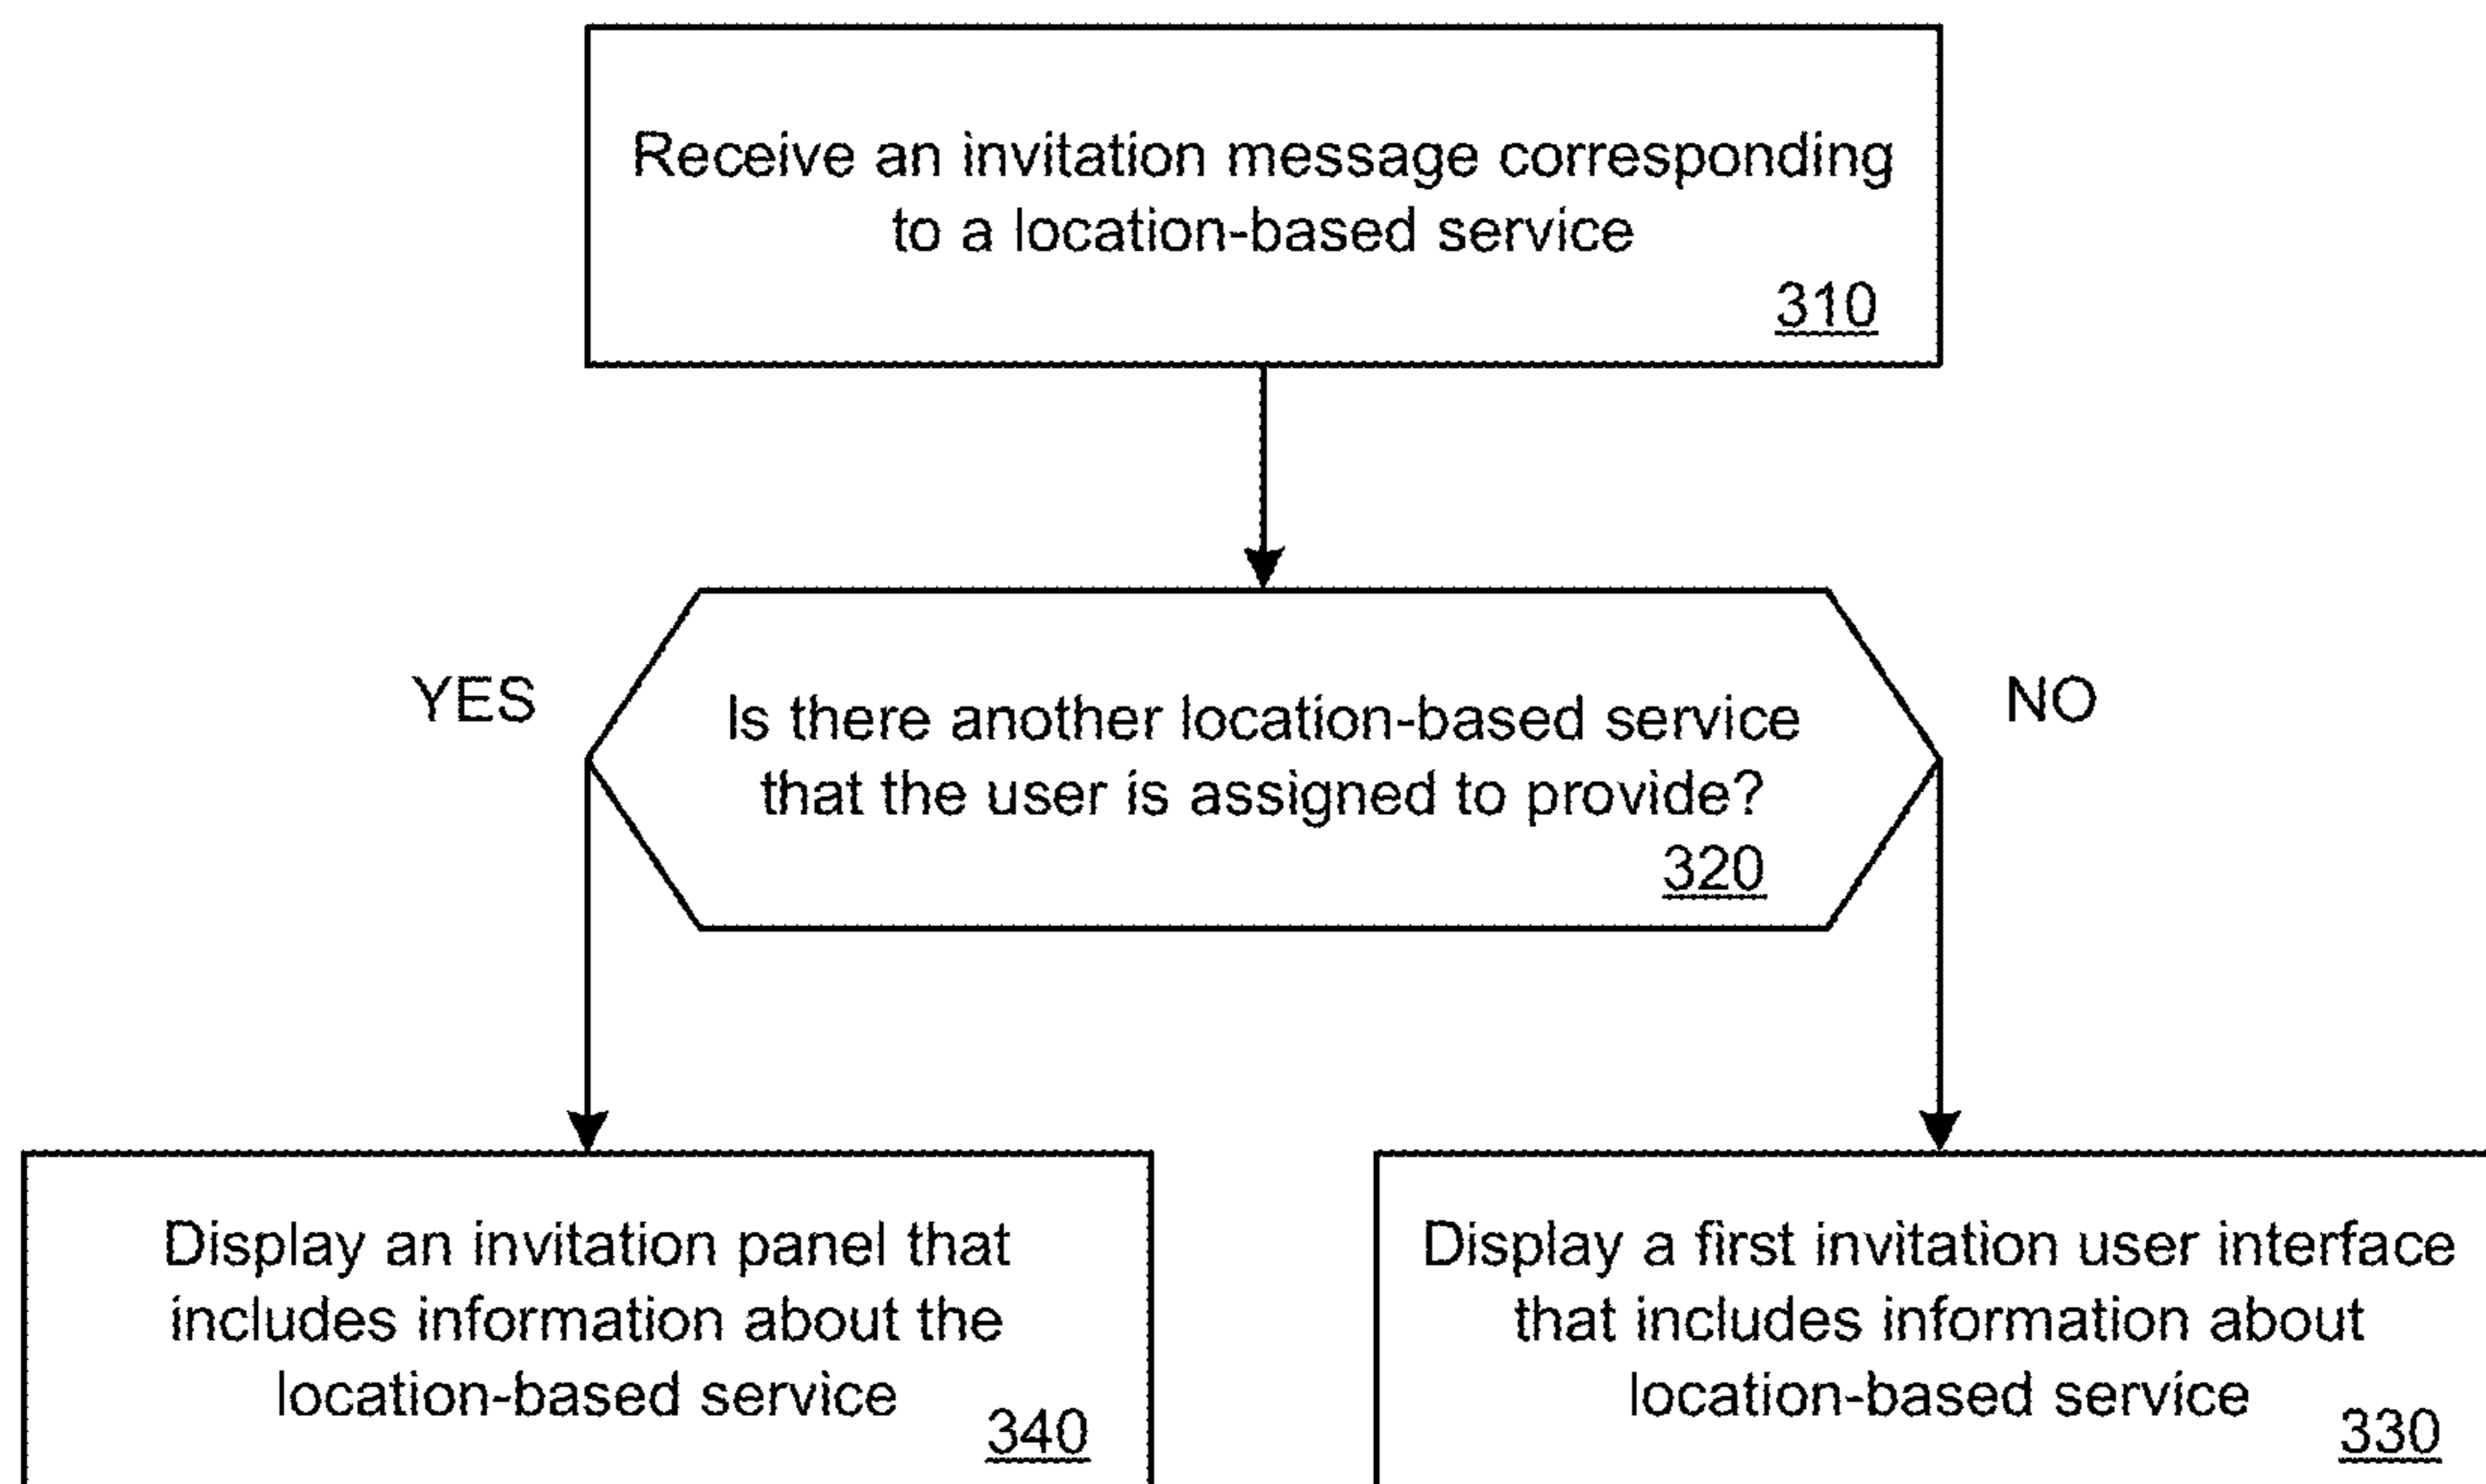 Receive an invitation message corresponding
to a location-based service
310
YES
NO
Is there another location-based service
that the user is assigned to provide?
320
Display an invitation panel that
includes information about the
location-based service
340
Display a first invitation user interface
that includes information about
location-based service
330